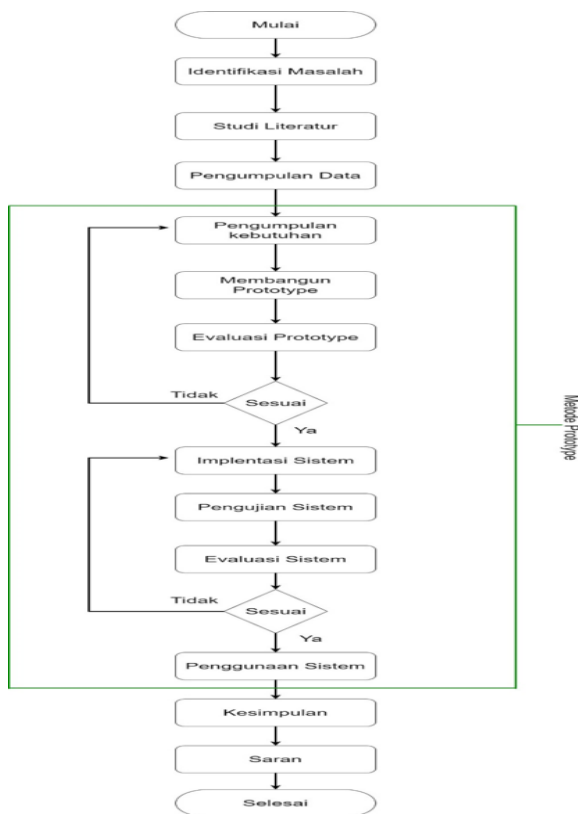 Mulai
Identifikasi Masalah
Studi Literatur
Pengumpulan Data
Pengumpulan
kebutuhan
Membangun
Prototype
Evaluasi Prototype
Tidak
Sesuai
Ya
Implentasi Sistem
Pengujian Sistem
Evaluasi Sistem
Tidak
Sesuai
Ya
Penggunaan Sistem
Kesimpulan
Saran
Selesai
Metode Prototype